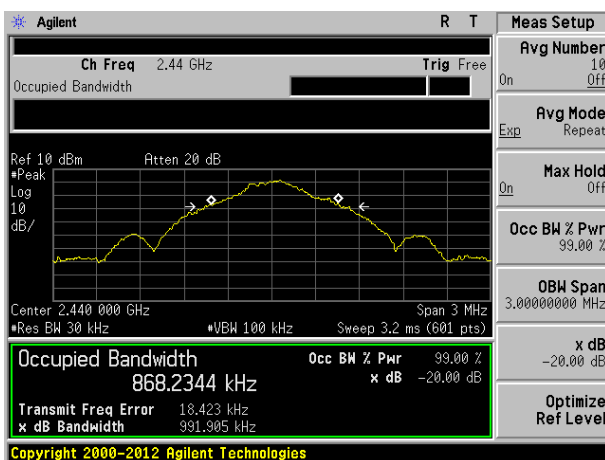 Agilent R T
Ch Freq 2.44 GHz Trig Free
Occupied Bandwidth
Ref 10 dBm Atten 20 dB
#Peak
Log
10
dB/
Center 2.440 000 GHz Span 3 MHz
#Res BW 30 kHz #VBW 100 kHz Sweep 3.2 ms (601 pts)
Occupied Bandwidth
868.2344 kHz
Occ BW % Pwr 99.00 %
x dB -20.00 dB
Transmit Freq Error 18.423 kHz
x dB Bandwidth 991.905 kHz
Copyright 2000-2012 Agilent Technologies
Meas Setup
Avg Number
10
On Off
Avg Mode
Exp Repeat
Max Hold
On Off
Occ BW % Pwr
99.00 %
OBW Span
3.00000000 MHz
x dB
-20.00 dB
Optimize
Ref Level